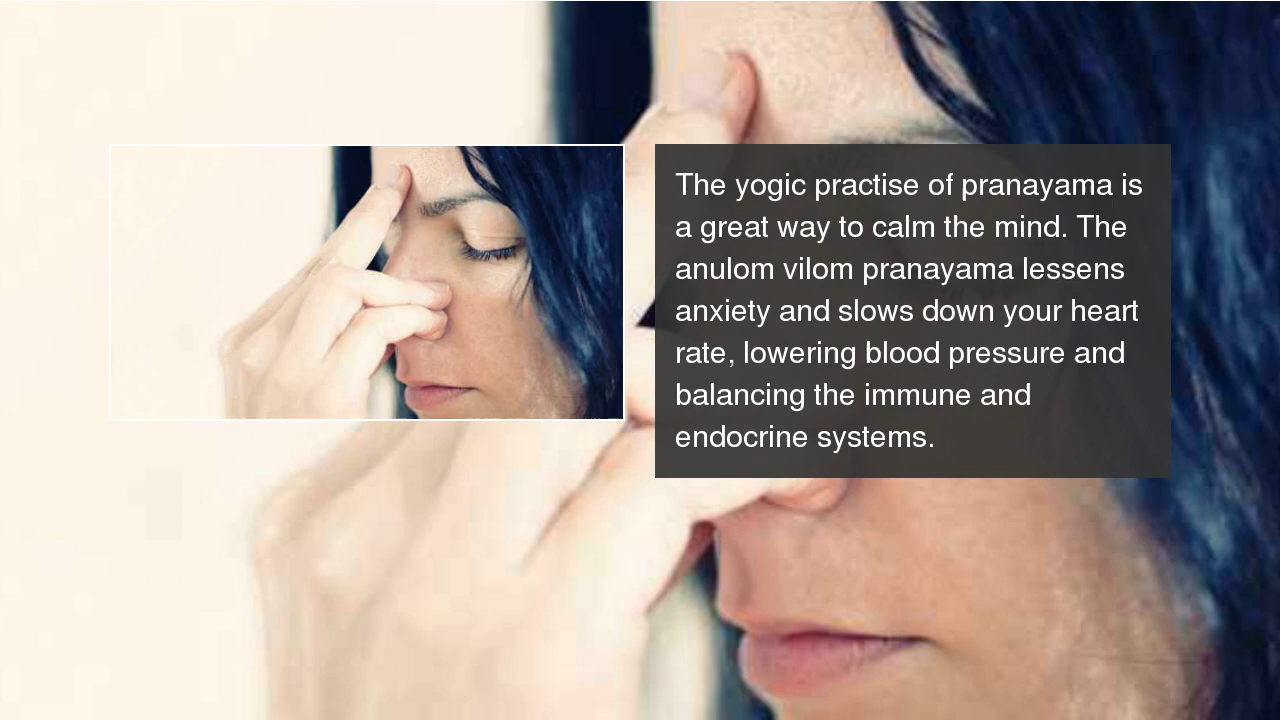 The yogic practise of pranayama is
a great way to calm the mind. The
anulom vilom pranayama lessens
anxiety and slows down your heart
rate, lowering blood pressure and
balancing the immune and
endocrine systems.